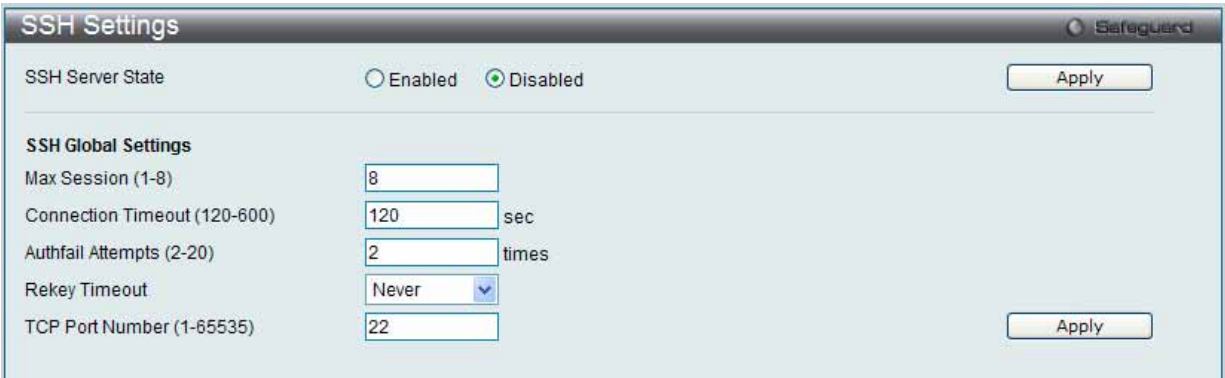 SSH Settings Safeguard
SSH Server State Enabled Disabled Apply
SSH Global Settings
Max Session (1-8) 8
Connection Timeout (120-600) 120 sec
Authfail Attempts (2-20) 2 times
Rekey Timeout Never
TCP Port Number (1-65535) 22 Apply